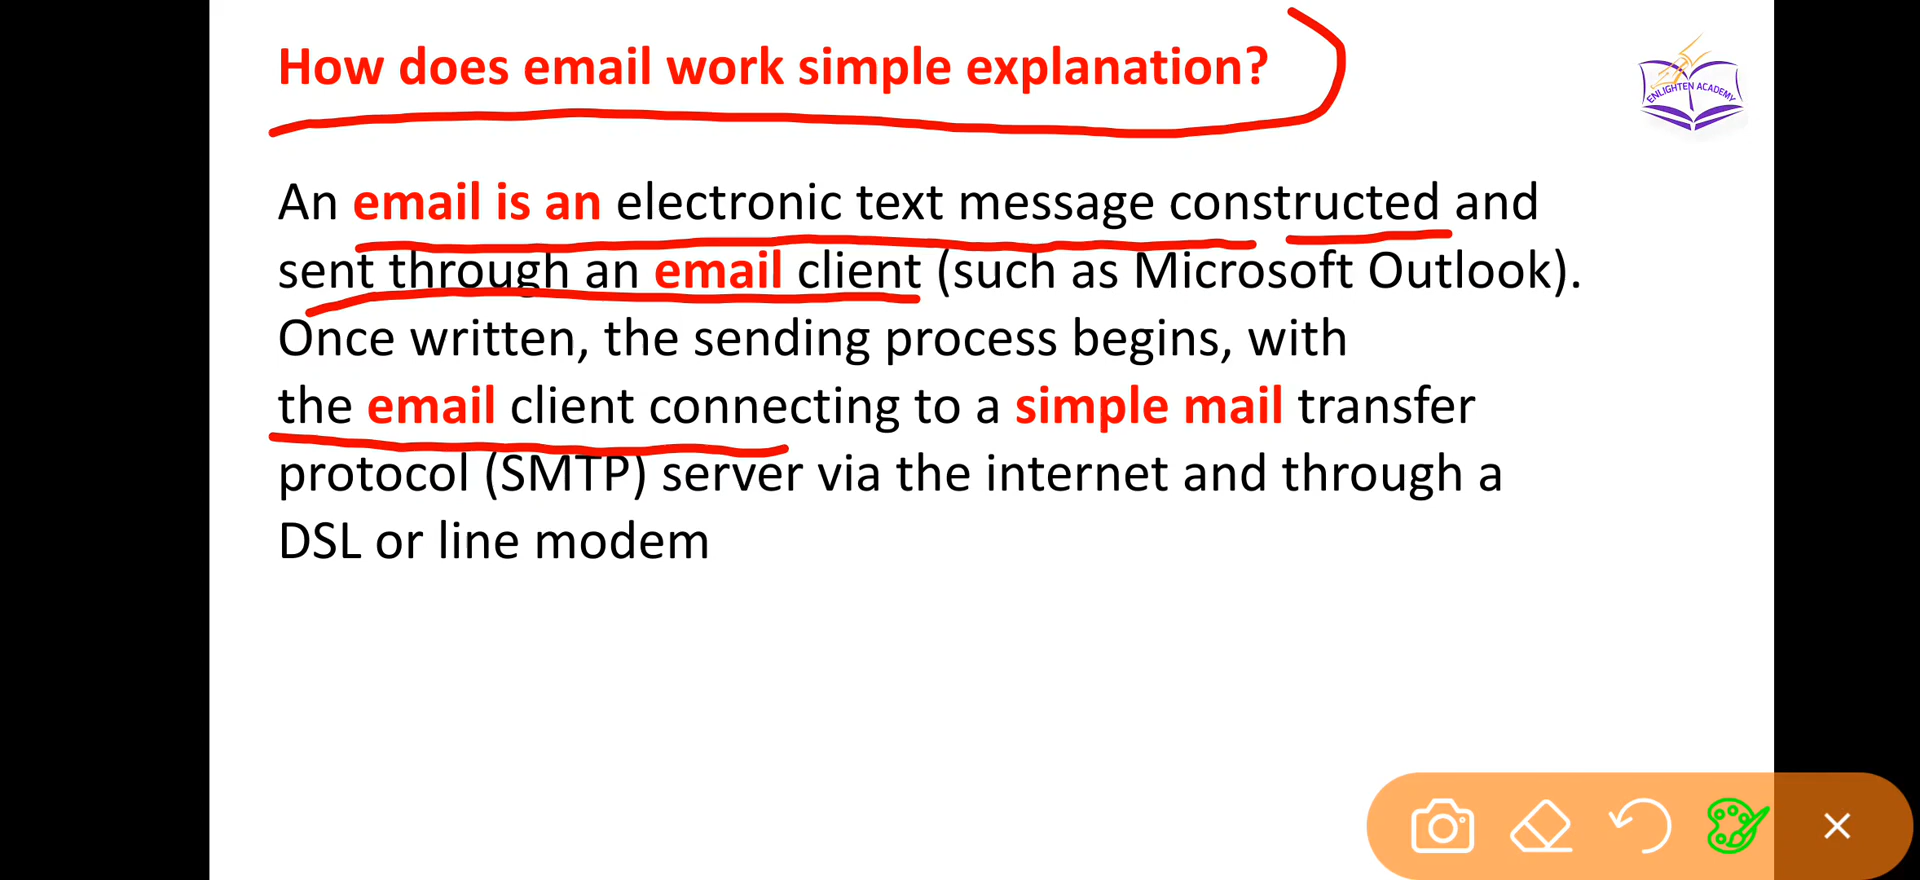 How does email work simple explanation?
ENLIGHTEN ACADEMY
An email is an electronic text message constructed and
sent through an email client (such as Microsoft Outlook).
Once written, the sending process begins, with
the email client connecting to a simple mail transfer
protocol (SMTP) server via the internet and through a
DSL or line modem